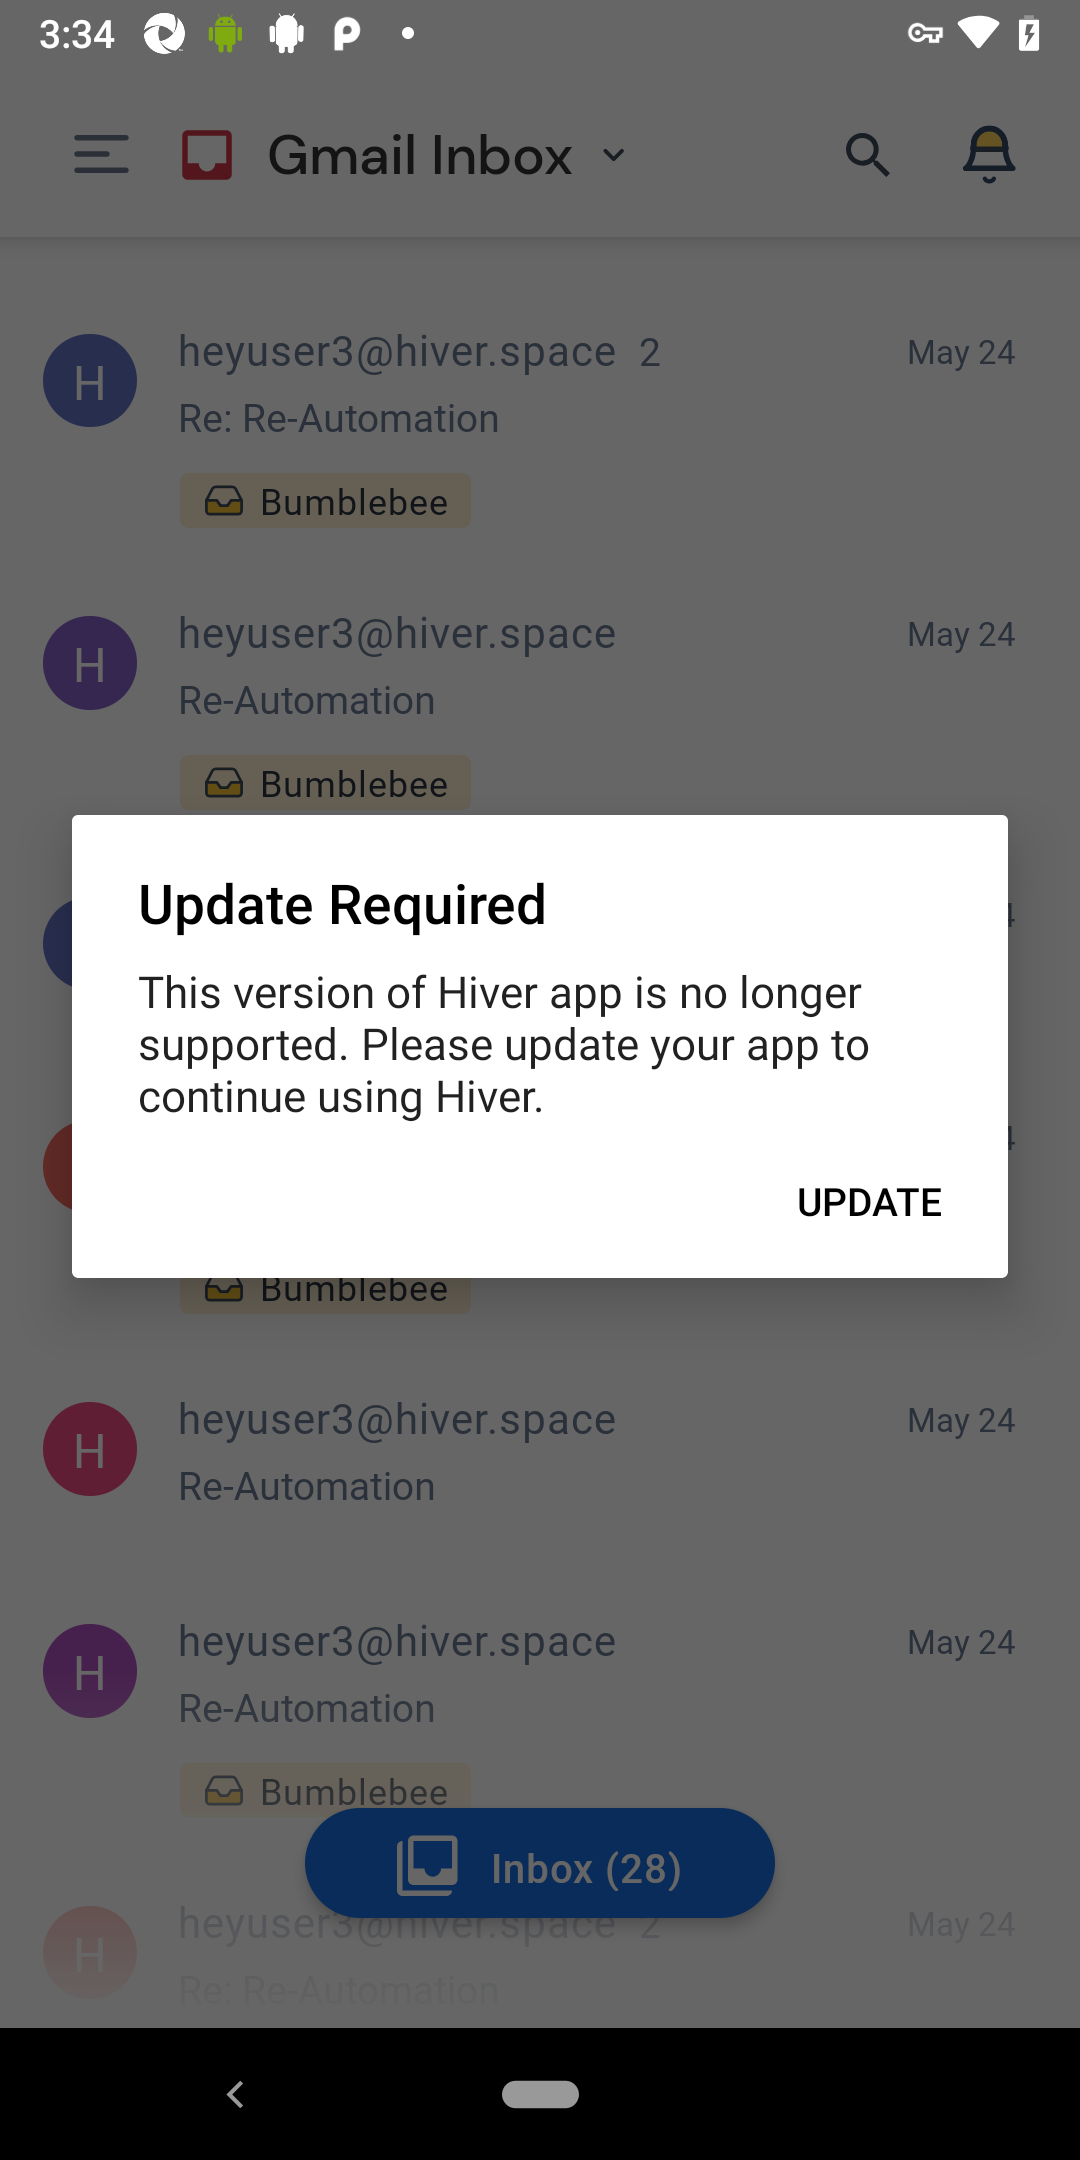 3:34
Gmail Inbox
H
heyuser3@hiver.space 2
May 24
Re: Re-Automation
Bumblebee
H
heyuser3@hiver.space
May 24
Re-Automation
Bumblebee
Update Required
This version of Hiver app is no longer
supported. Please update your app to
continue using Hiver.
UPDATE
Bumblebee
H
heyuser3@hiver.space
May 24
Re-Automation
H
heyuser3@hiver.space
May 24
Re-Automation
Bumblebee
Inbox (28)
H
heyuser3@hiver.space 2
May 24
Re: Re-Automation